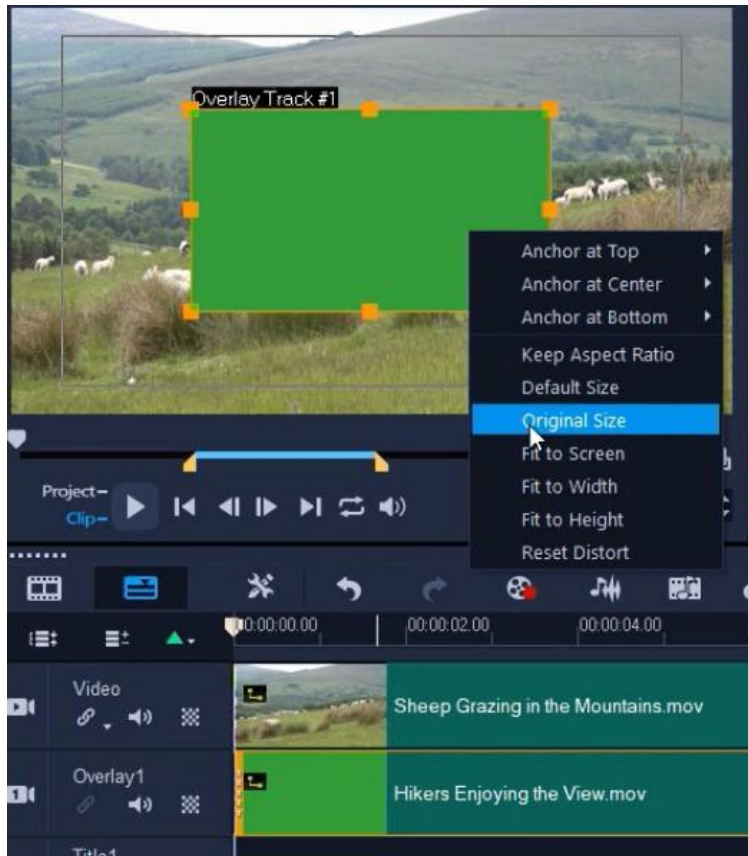 Overlay Track #1
Anchor at Top
Anchor at Center
Anchor at Bottom
Keep Aspect Ratio
Default Size
Original Size
Fit to Screen
Fit to Width
Fit to Height
Reset Distort
Project-
Clip-
00:00:00.00 00:00:02.00 00:00:04.00
Video
Sheep Grazing in the Mountains.mov
Overlay1
1
Hikers Enjoying the View.mov
Title1